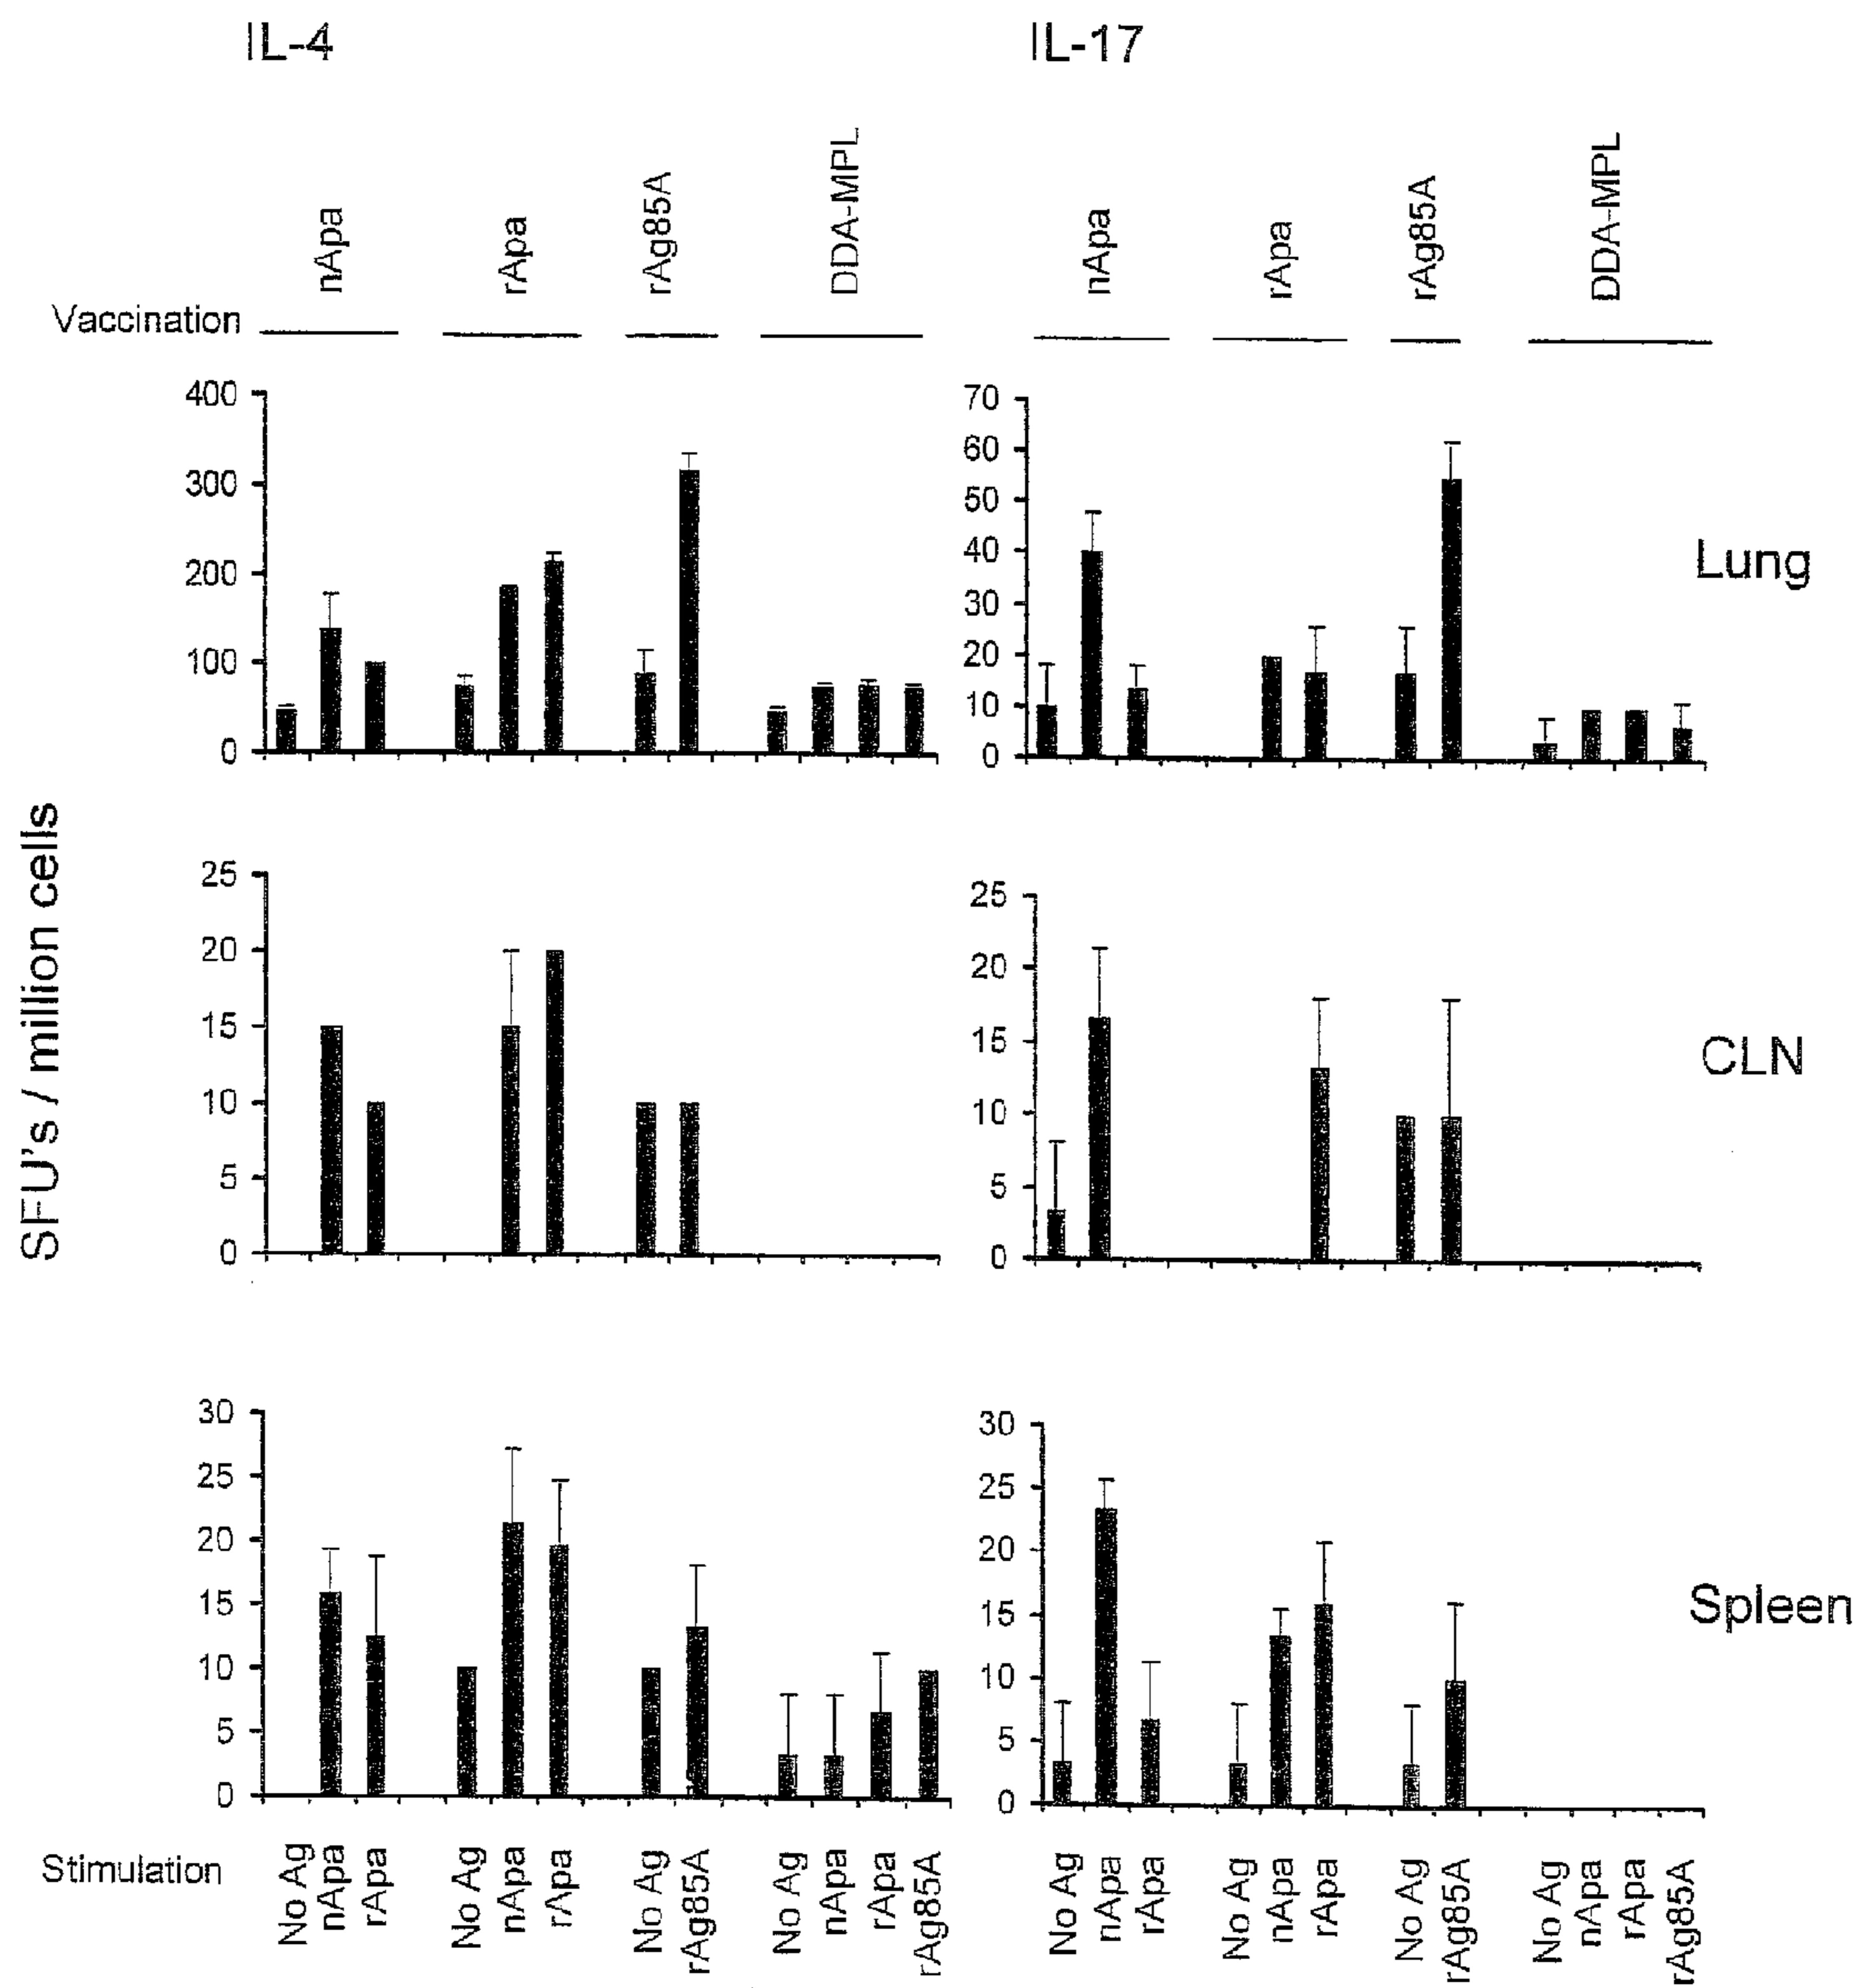 IL-4
IL-17
nApa
rApa
rAg85A
DDA-MPL
nApa
rApa
rAg85A
DDA-MPL
Vaccination
400
300
200
100
0
70
60
50
40
30
20
10
0
Lung
SFU's / million cells
25
20
15
10
5
0
25
20
15
10
5
0
CLN
30
25
20
15
10
5
0
30
25
20
15
10
5
0
Spleen
Stimulation
No Ag
nApa
rApa
No Ag
nApa
rApa
No Ag
rAg85A
No Ag
nApa
rApa
rAg85A
No Ag
nApa
rApa
No Ag
nApa
rApa
No Ag
rAg85A
No Ag
nApa
rApa
rAg85A